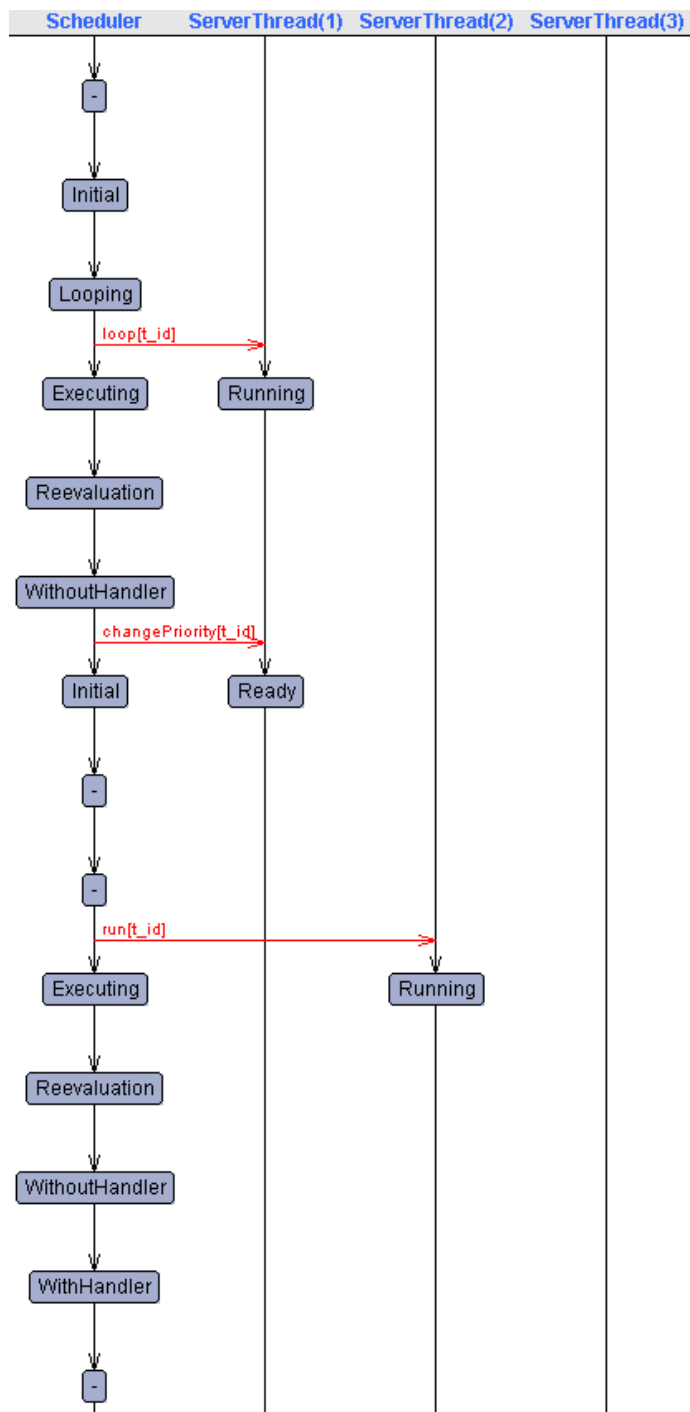 Scheduler ServerThread(1) ServerThread(2) ServerThread(3)
-
Initial
Looping
loop[t_id]
Executing Running
Reevaluation
WithoutHandler
changePriority[t_id]
Initial Ready
-
-
run[t_id]
Executing Running
Reevaluation
WithoutHandler
WithHandler
-